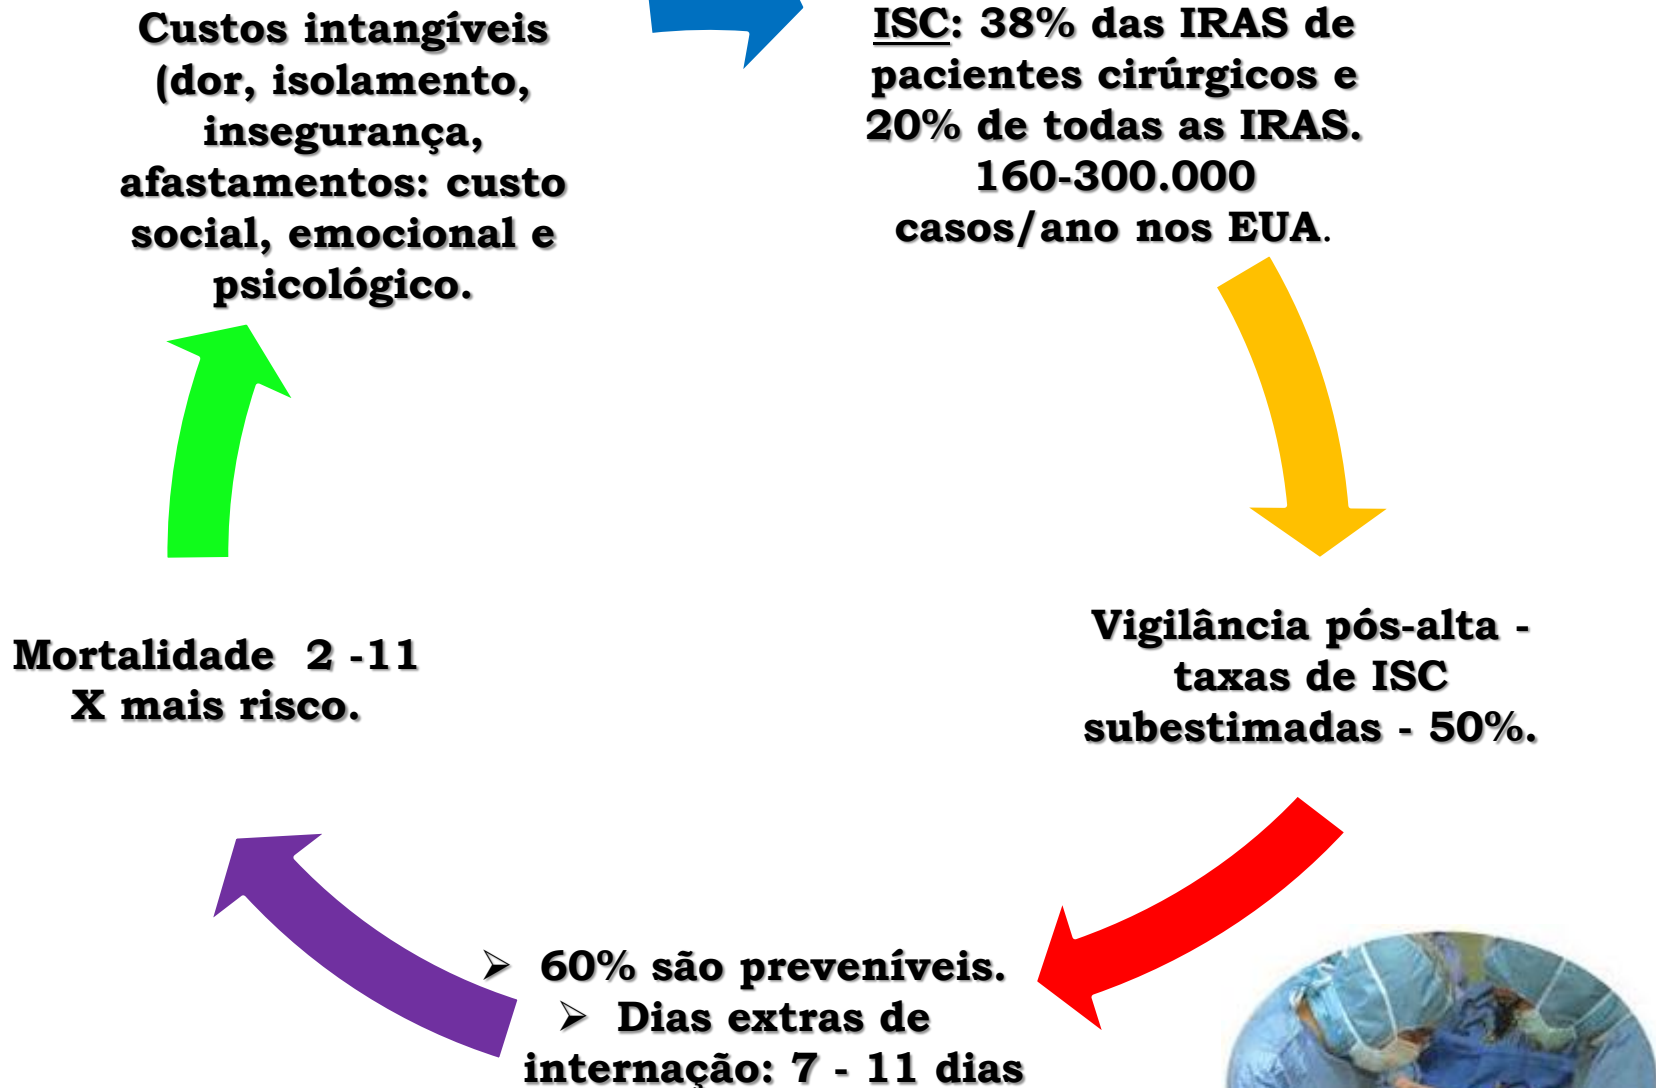 Custos intangíveis
(dor, isolamento,
insegurança,
afastamentos: custo
social, emocional e
psicológico.
ISC: 38% das IRAS de
pacientes cirúrgicos e
20% de todas as IRAS.
160-300.000
casos/ano nos EUA.
Vigilância pós-alta -
taxas de ISC
subestimadas - 50%.
➢ 60% são preveníveis.
➢ Dias extras de
internação: 7 - 11 dias
Mortalidade 2 -11
X mais risco.